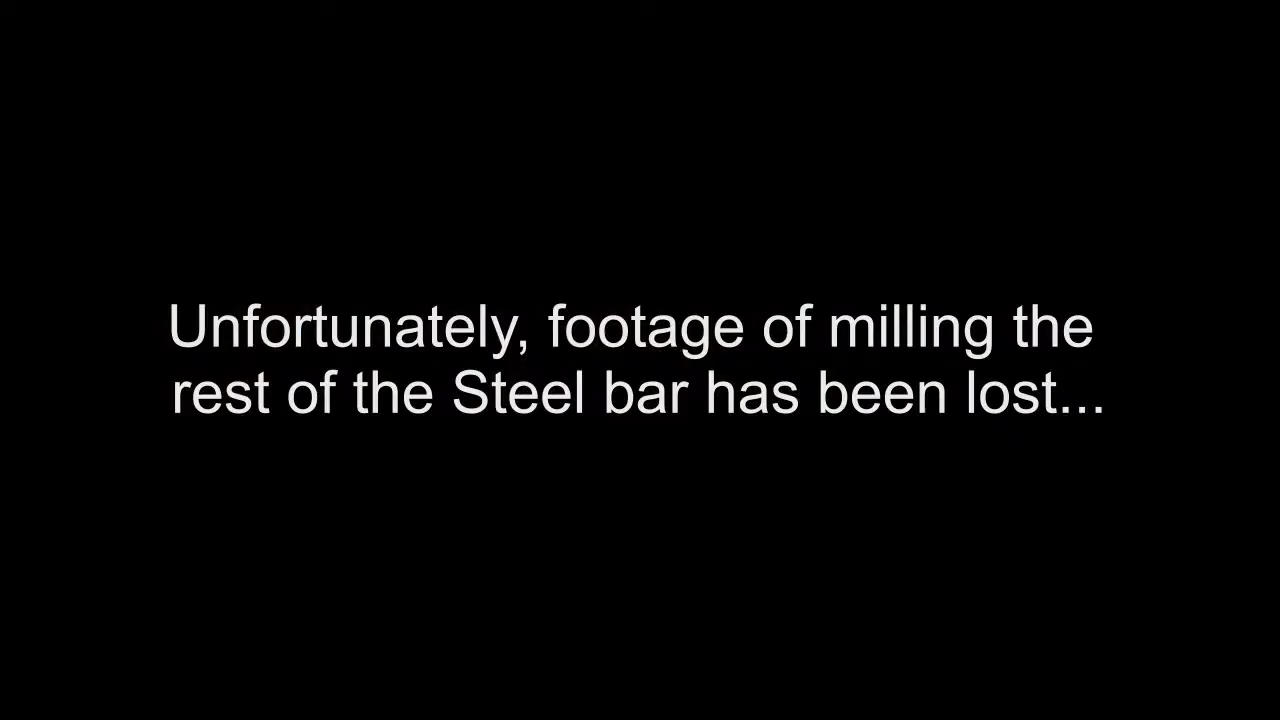 Unfortunately, footage of milling the
rest of the Steel bar has been lost...